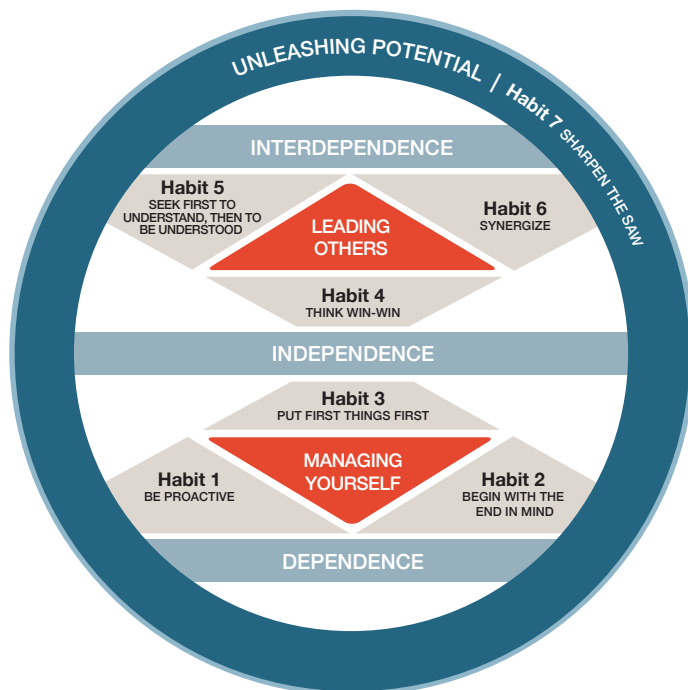 UNLEASHING POTENTIAL | Habit 7 SHARPEN THE SAW
INTERDEPENDENCE
Habit 5
SEEK FIRST TO
UNDERSTAND, THEN TO
BE UNDERSTOOD
LEADING
OTHERS
Habit 6
SYNERGIZE
Habit 4
THINK WIN-WIN
INDEPENDENCE
Habit 3
PUT FIRST THINGS FIRST
Habit 1
BE PROACTIVE
MANAGING
YOURSELF
Habit 2
BEGIN WITH THE
END IN MIND
DEPENDENCE